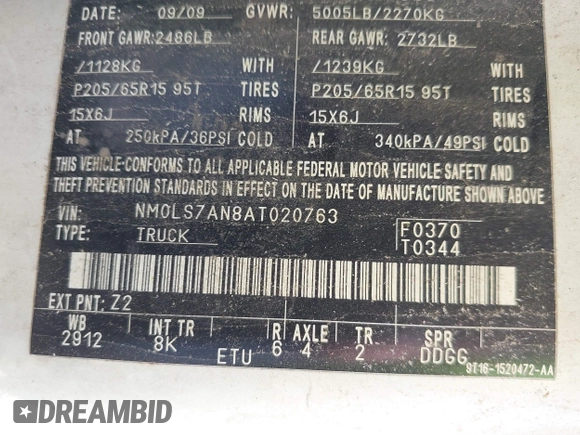 DATE: 09/09 GVWR: 5005LB/2270KG
FRONT GAWR: 2486LB REAR GAWR: 2732LB
/1128KG WITH /1239KG WITH
P205/65R15 95T TIRES P205/65R15 95T TIRES
15X6J RIMS 15X6J RIMS
AT 250kPA/36PSI COLD AT 340kPA/49PSI COLD
THIS VEHICLE CONFORMS TO ALL APPLICABLE FEDERAL MOTOR VEHICLE SAFETY AND
THEFT PREVENTION STANDARDS IN EFFECT ON THE DATE OF MANUFACTURE SHOWN ABOVE
VIN: NM0LS7AN8AT020763 F0370
TYPE: TRUCK T0344
EXT PNT: Z2
WB INT TR R AXLE TR SPR
2912 8K 6 4 2 DDGG
ETU
9T16-1520472-AA
DREAMBID